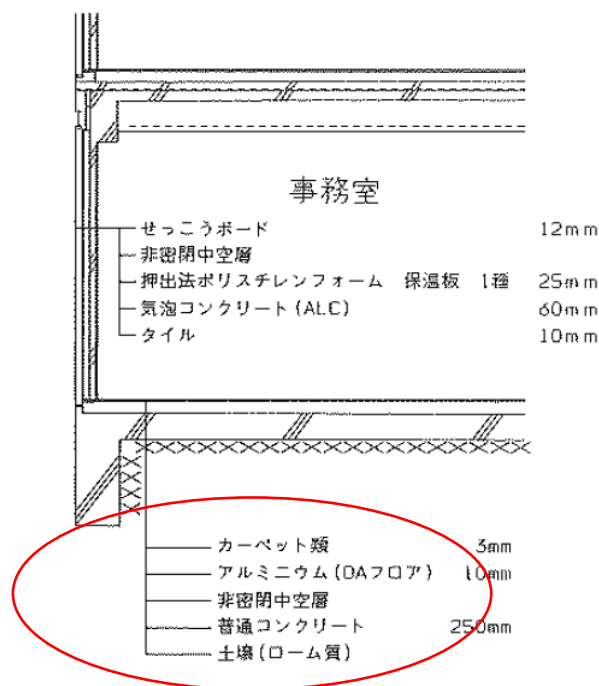 事務室
せっこうボード 12mm
非密閉中空層
押出法ポリスチレンフォーム 保温板 1種 25mm
気泡コンクリート(ALC) 60mm
タイル 10mm
カーペット類 3mm
アルミニウム(OAフロア) 10mm
非密閉中空層
普通コンクリート 250mm
土壌(ローム質)